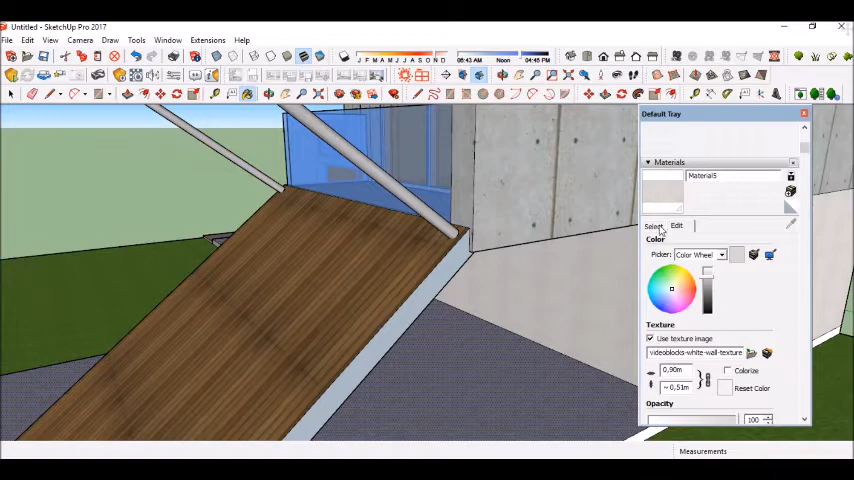 Untitled - SketchUp Pro 2017
File Edit View Camera Draw Tools Window Extensions Help
J F M A M J J A S O N D
06:43 AM Noon 04:45 PM
Default Tray
Materials
Material5
Select Edit
Color
Picker: Color Wheel
Texture
Use texture image
videoblocks-white-wall-texture
0,90m Colorize
~ 0,51m Reset Color
Opacity
100
Measurements